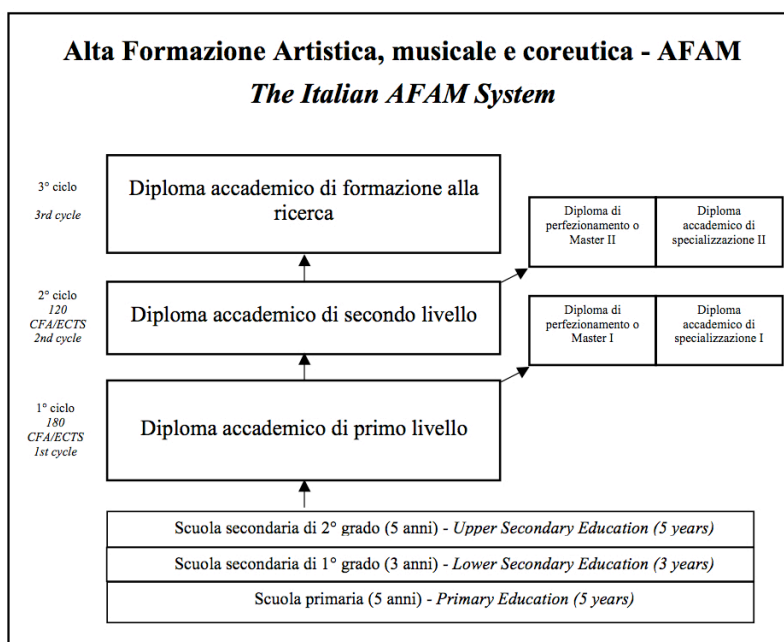 Alta Formazione Artistica, musicale e coreutica - AFAM
The Italian AFAM System
3° ciclo
3rd cycle
Diploma accademico di formazione alla
ricerca
Diploma di
perfezionamento o
Master II
Diploma
accademico di
specializzazione II
2° ciclo
120
CFA/ECTS
2nd cycle
Diploma accademico di secondo livello
Diploma di
perfezionamento o
Master I
Diploma
accademico di
specializzazione I
1° ciclo
180
CFA/ECTS
1st cycle
Diploma accademico di primo livello
Scuola secondaria di 2° grado (5 anni) - Upper Secondary Education (5 years)
Scuola secondaria di 1° grado (3 anni) - Lower Secondary Education (3 years)
Scuola primaria (5 anni) - Primary Education (5 years)